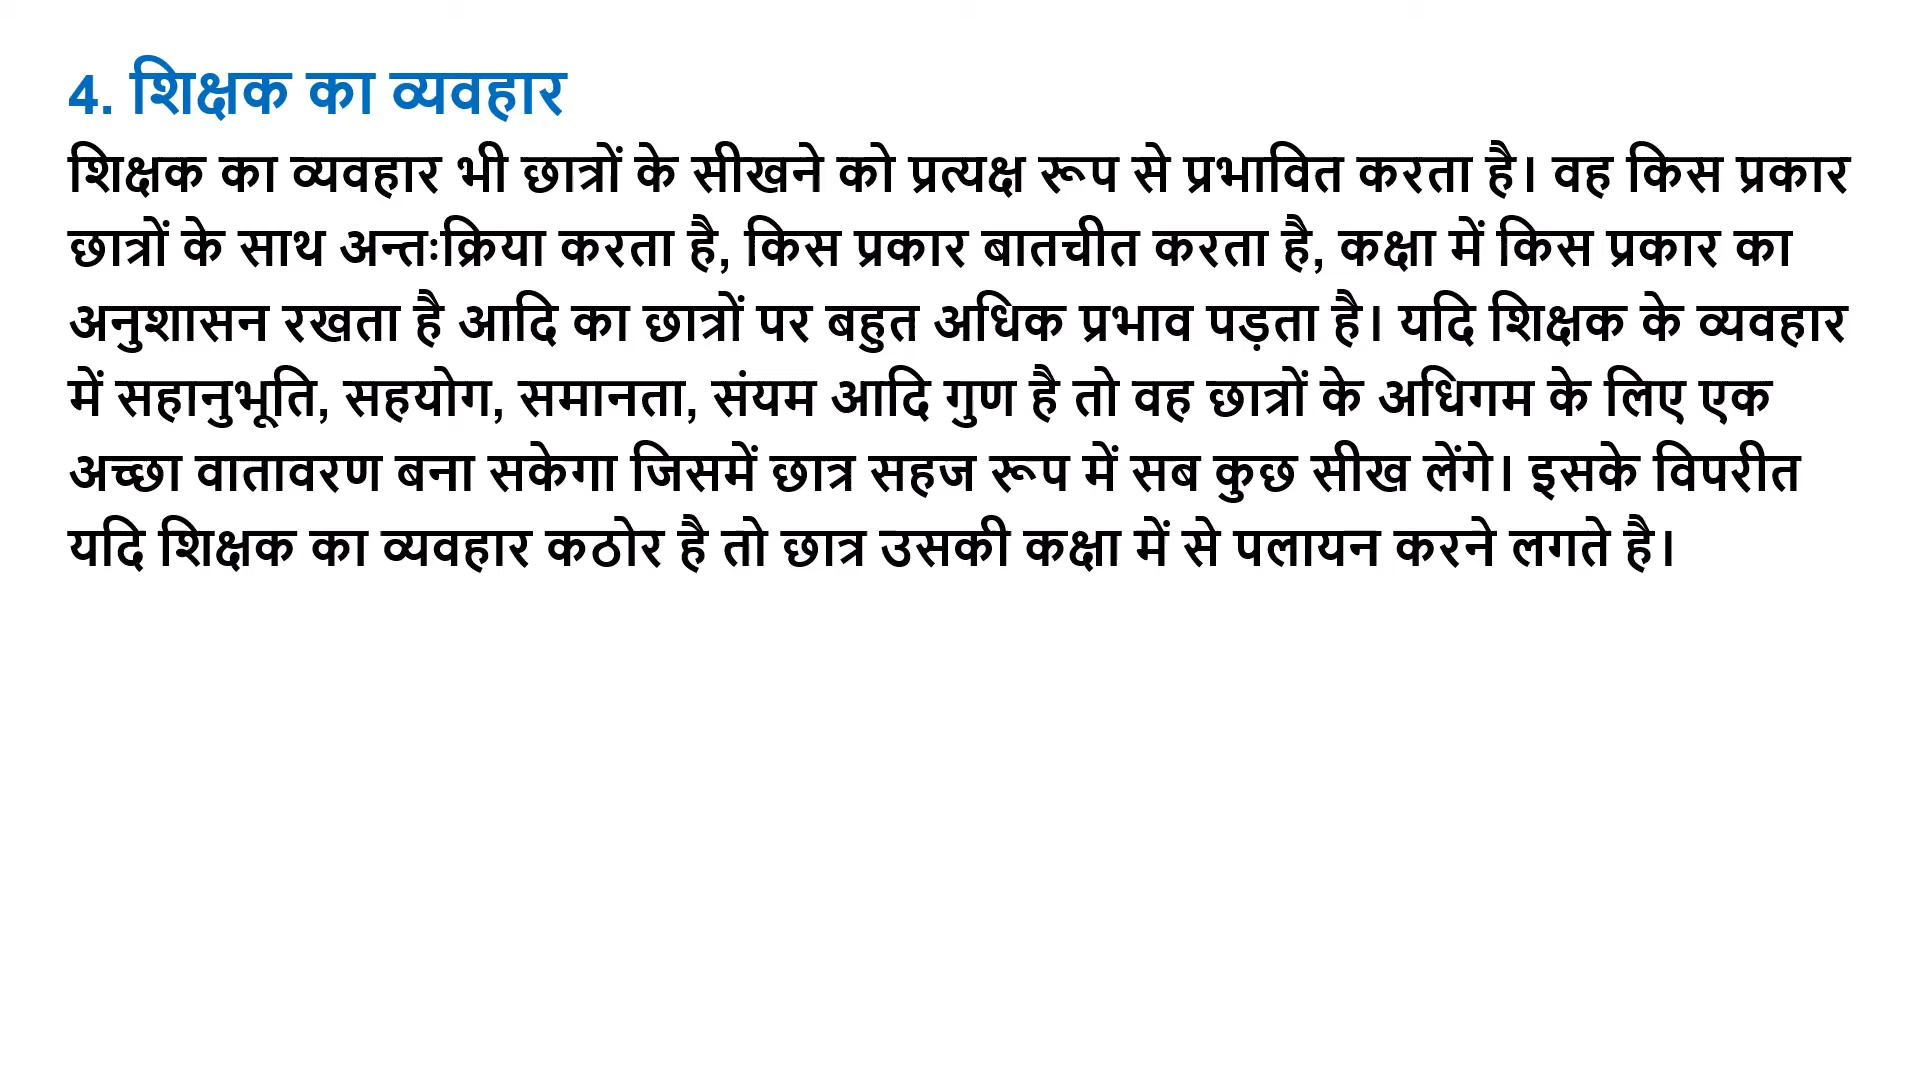 4. शिक्षक का व्यवहार
शिक्षक का व्यवहार भी छात्रों के सीखने को प्रत्यक्ष रूप से प्रभावित करता है। वह किस प्रकार
छात्रों के साथ अन्तःक्रिया करता है, किस प्रकार बातचीत करता है, कक्षा में किस प्रकार का
अनुशासन रखता है आदि का छात्रों पर बहुत अधिक प्रभाव पड़ता है। यदि शिक्षक के व्यवहार
में सहानुभूति, सहयोग, समानता, संयम आदि गुण है तो वह छात्रों के अधिगम के लिए एक
अच्छा वातावरण बना सकेगा जिसमें छात्र सहज रूप में सब कुछ सीख लेंगे। इसके विपरीत
यदि शिक्षक का व्यवहार कठोर है तो छात्र उसकी कक्षा में से पलायन करने लगते है।